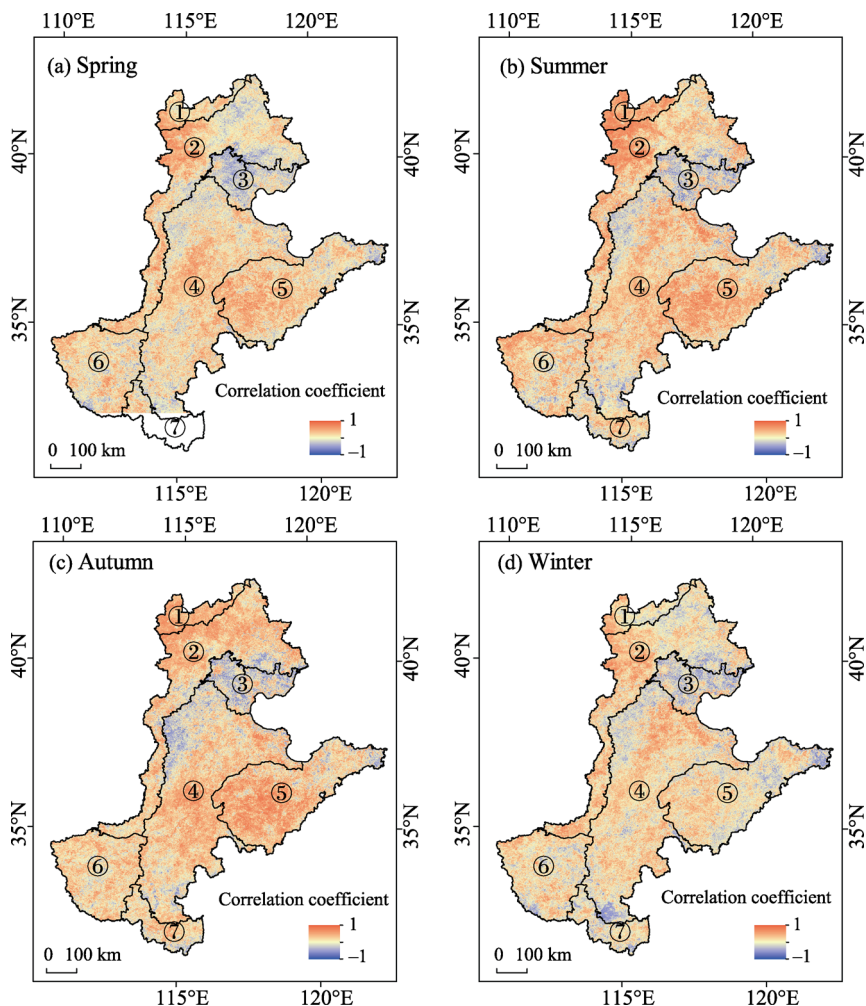 110°E 115°E 120°E
110°E 115°E 120°E
(a) Spring
(b) Summer
①
②
③
④
⑤
⑥
⑦
①
②
③
④
⑤
⑥
⑦
40°N
35°N
40°N
35°N
40°N
35°N
Correlation coefficient
1
−1
0 100 km
Correlation coefficient
1
−1
0 100 km
115°E 120°E
115°E 120°E
110°E 115°E 120°E
110°E 115°E 120°E
(c) Autumn
(d) Winter
①
②
③
④
⑤
⑥
⑦
①
②
③
④
⑤
⑥
⑦
40°N
35°N
40°N
35°N
40°N
35°N
Correlation coefficient
1
−1
0 100 km
Correlation coefficient
1
−1
0 100 km
115°E 120°E
115°E 120°E